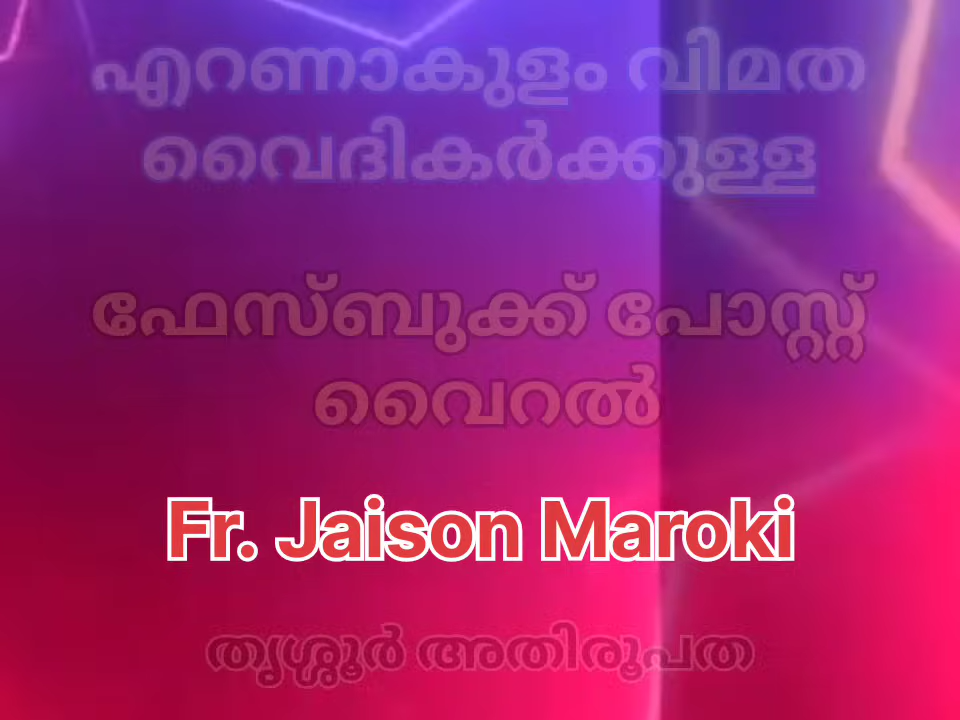 എറണാകുളം വിമത
വൈദികർക്കുള്ള
ഫേസ്ബുക്ക് പോസ്റ്റ്
വൈറൽ
Fr. Jaison Maroki
തൃശ്ശൂർ അതിരൂപത